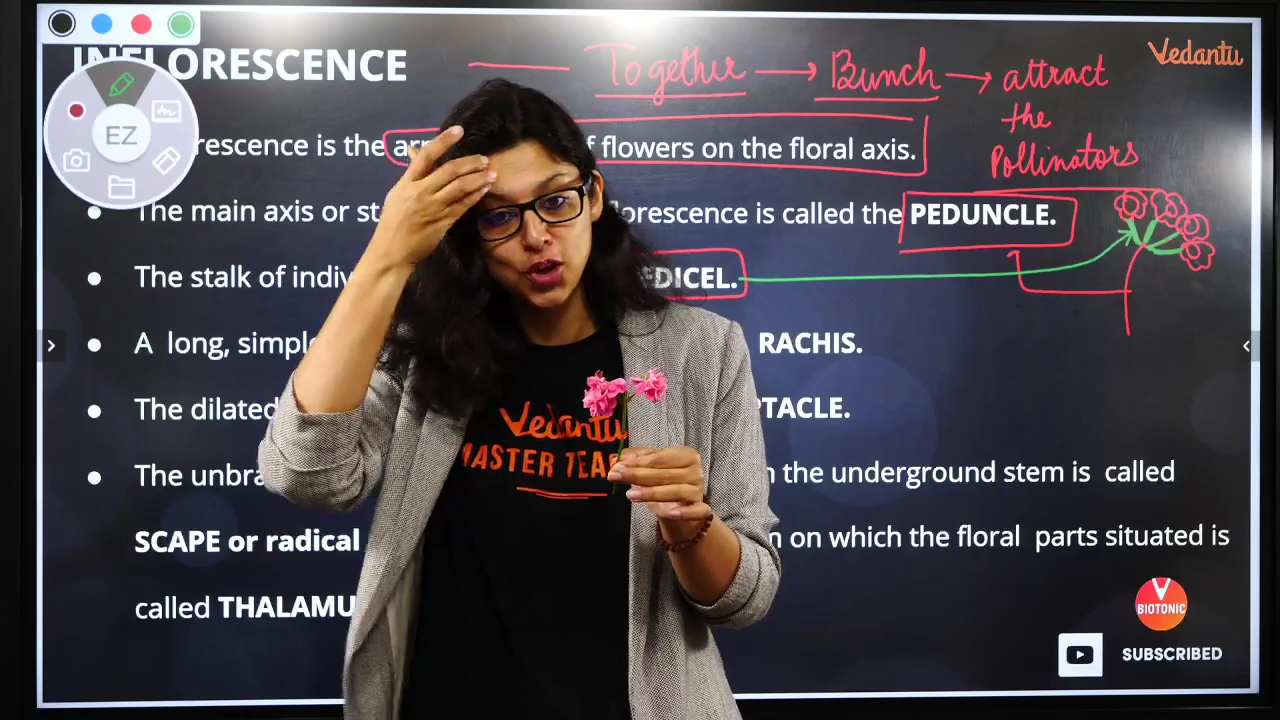 INFLORESCENCE
Together → Bunch → attract
the
Pollinators
Vedantu
EZ
rescence is the arr f flowers on the floral axis.
The main axis or st lorescence is called the PEDUNCLE.
The stalk of indiv EDICEL.
A long, simple RACHIS.
The dilated PTACLE.
The unbra n the underground stem is called
SCAPE or radical n on which the floral parts situated is
called THALAMU
Vedantu
MASTER TEA
BIOTONIC
SUBSCRIBED